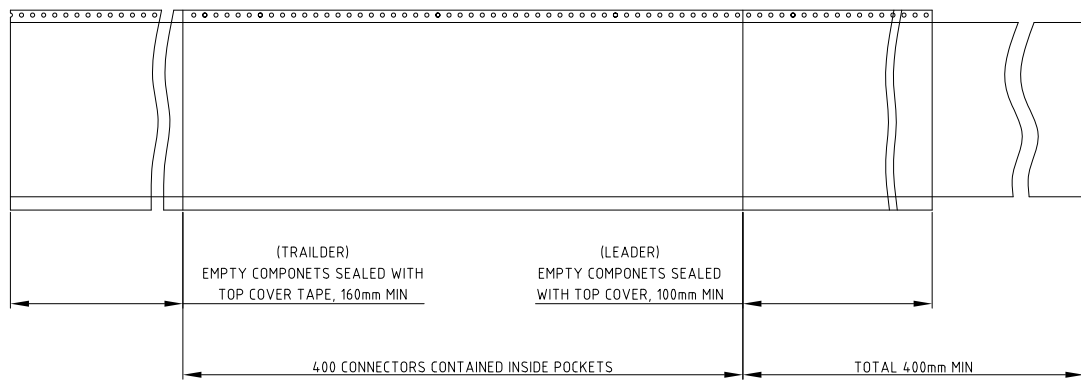 (TRAILDER)
EMPTY COMPONETS SEALED WITH
TOP COVER TAPE, 160mm MIN
(LEADER)
EMPTY COMPONETS SEALED
WITH TOP COVER, 100mm MIN
400 CONNECTORS CONTAINED INSIDE POCKETS
TOTAL 400mm MIN